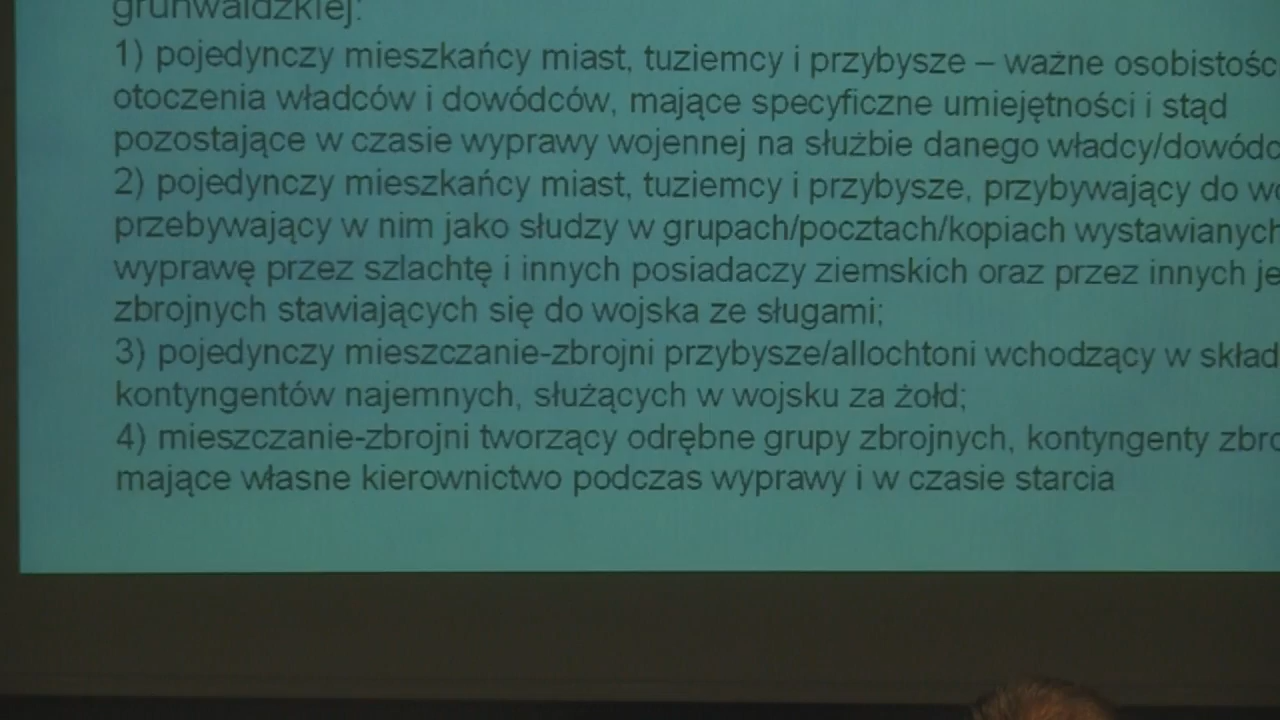 grunwaldzkiej:
1) pojedynczy mieszkańcy miast, tuziemcy i przybysze – ważne osobistośc
otoczenia władców i dowódców, mające specyficzne umiejętności i stąd
pozostające w czasie wyprawy wojennej na służbie danego władcy/dowódc
2) pojedynczy mieszkańcy miast, tuziemcy i przybysze, przybywający do wo
przebywający w nim jako słudzy w grupach/pocztach/kopiach wystawianych
wyprawę przez szlachtę i innych posiadaczy ziemskich oraz przez innych je
zbrojnych stawiających się do wojska ze sługami;
3) pojedynczy mieszczanie-zbrojni przybysze/allochtoni wchodzący w skład
kontyngentów najemnych, służących w wojsku za żołd;
4) mieszczanie-zbrojni tworzący odrębne grupy zbrojnych, kontyngenty zbro
mające własne kierownictwo podczas wyprawy i w czasie starcia